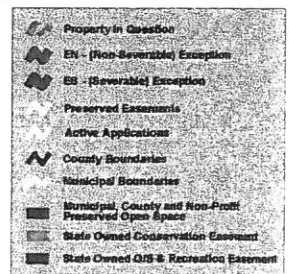 Property In Question
EN - (Non-Severable) Exception
ES - (Severable) Exception
Preserved Easements
Active Applications
County Boundaries
Municipal Boundaries
Municipal, County and Non-Profit
Preserved Open Space
State Owned Conservation Easement
State Owned O/S & Recreation Easement